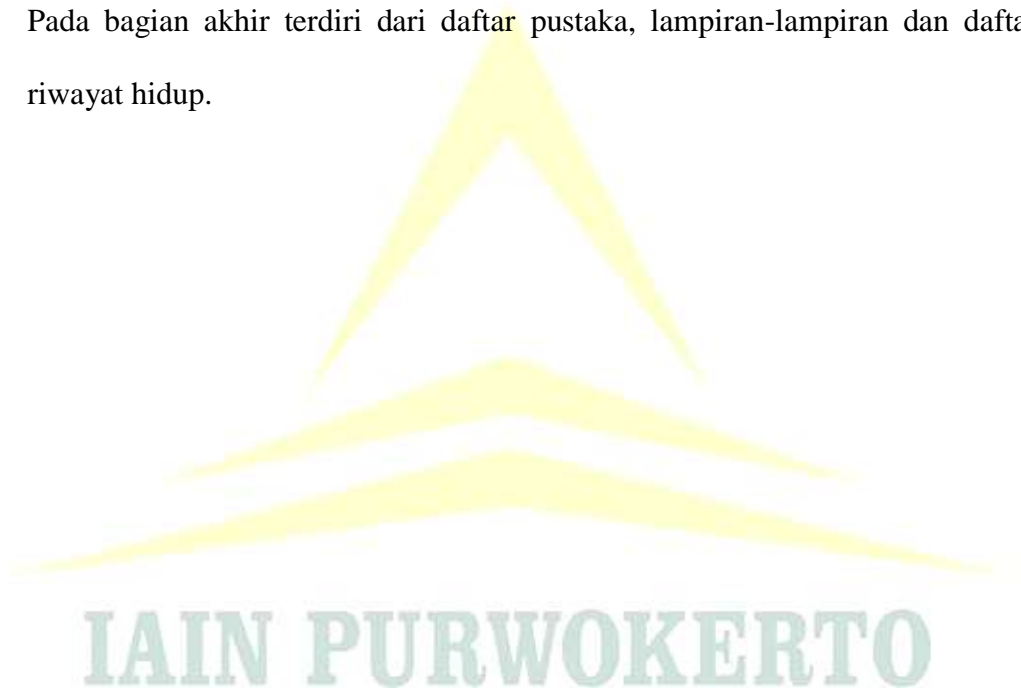 Pada bagian akhir terdiri dari daftar pustaka, lampiran-lampiran dan dafta
riwayat hidup.
IAIN PURWOKERTO